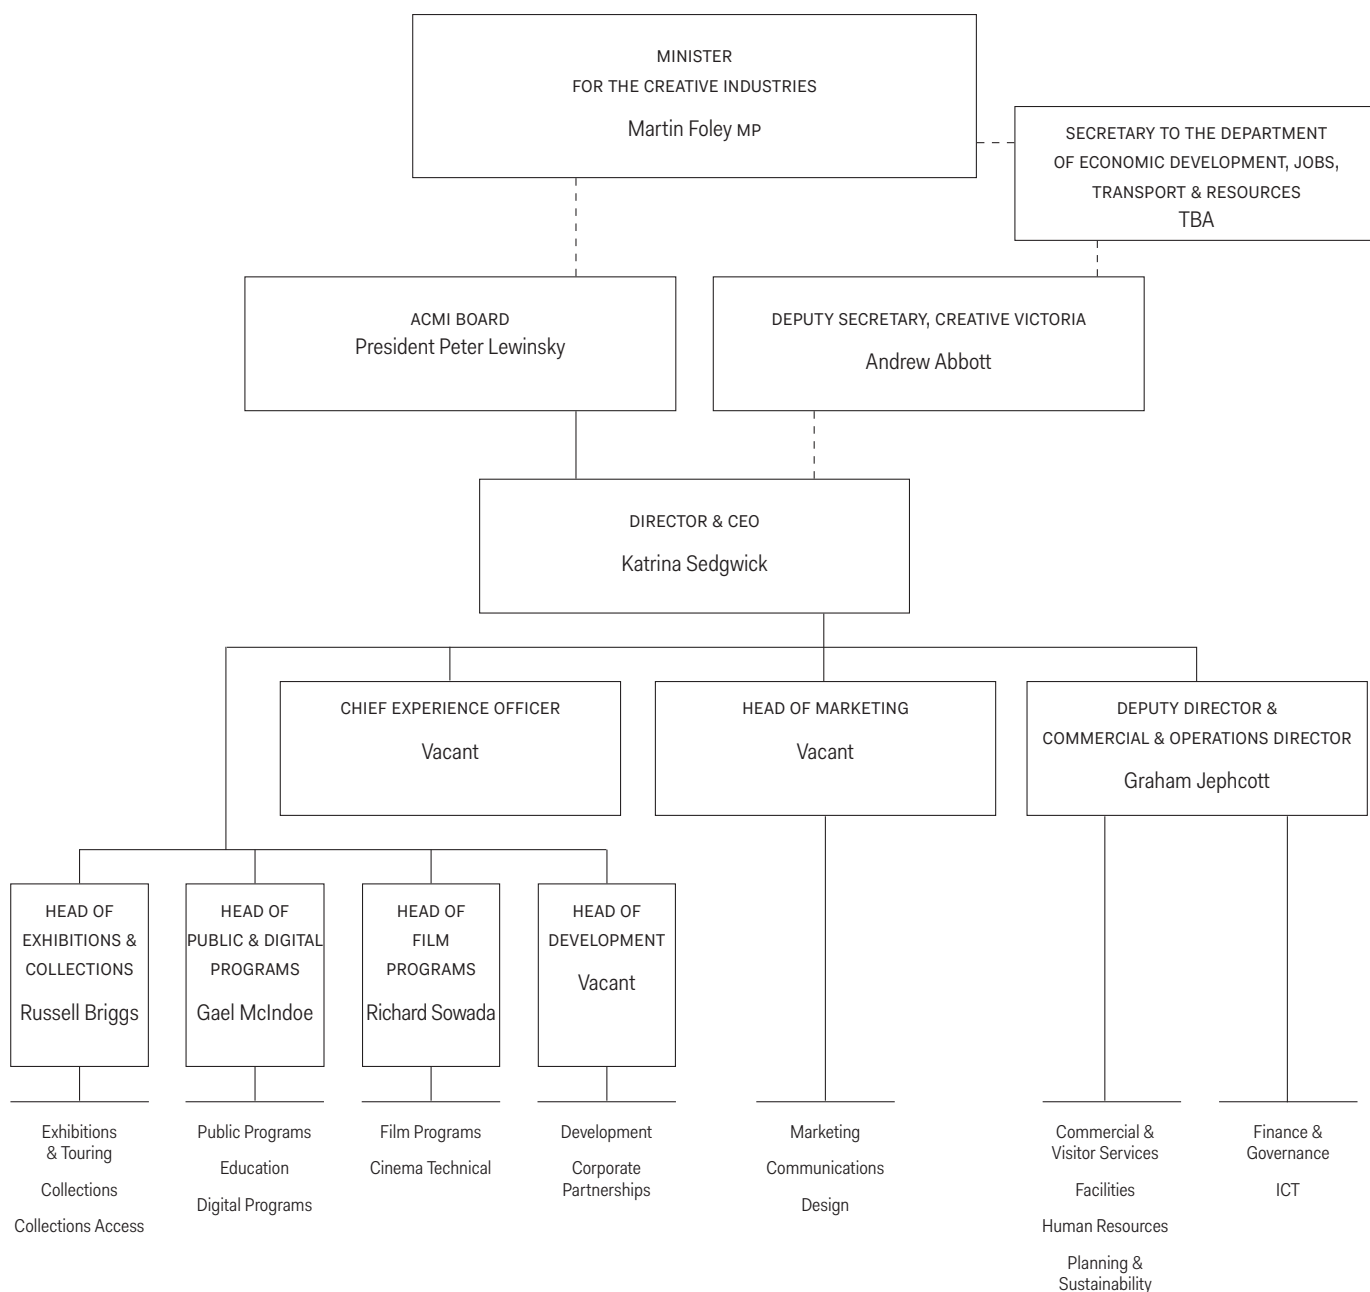 MINISTER
FOR THE CREATIVE INDUSTRIES
Martin Foley MP
SECRETARY TO THE DEPARTMENT
OF ECONOMIC DEVELOPMENT, JOBS,
TRANSPORT & RESOURCES
TBA
ACMI BOARD
President Peter Lewinsky
DEPUTY SECRETARY, CREATIVE VICTORIA
Andrew Abbott
DIRECTOR & CEO
Katrina Sedgwick
CHIEF EXPERIENCE OFFICER
Vacant
HEAD OF MARKETING
Vacant
DEPUTY DIRECTOR &
COMMERCIAL & OPERATIONS DIRECTOR
Graham Jephcott
HEAD OF
EXHIBITIONS &
COLLECTIONS
Russell Briggs
HEAD OF
PUBLIC & DIGITAL
PROGRAMS
Gael McIndoe
HEAD OF
FILM
PROGRAMS
Richard Sowada
HEAD OF
DEVELOPMENT
Vacant
Exhibitions
& Touring
Collections
Collections Access
Public Programs
Education
Digital Programs
Film Programs
Cinema Technical
Development
Corporate
Partnerships
Marketing
Communications
Design
Commercial &
Visitor Services
Facilities
Human Resources
Planning &
Sustainability
Finance &
Governance
ICT